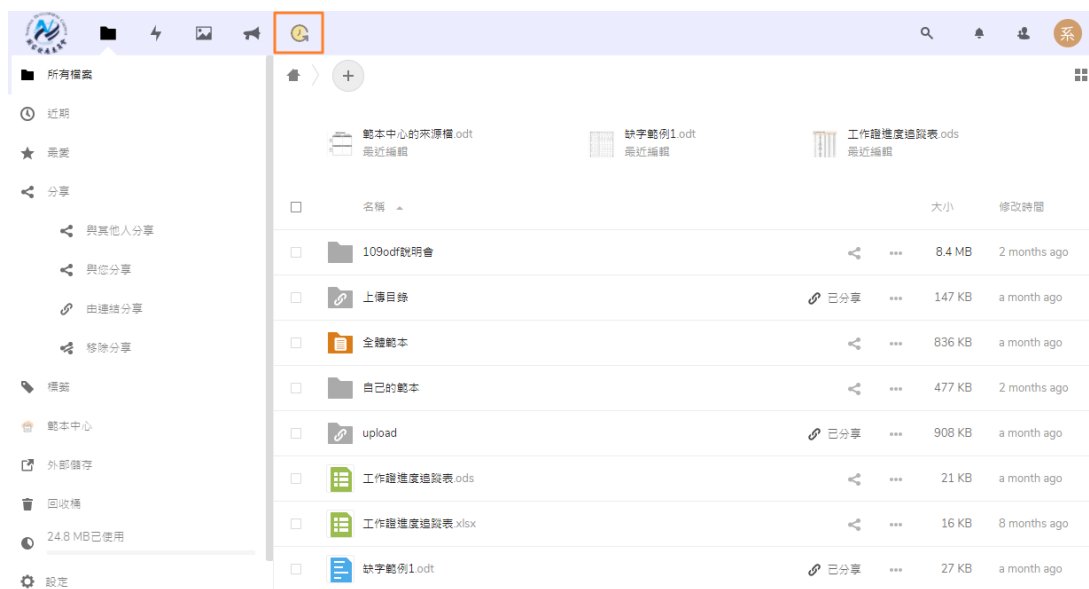 系
所有檔案
近期
最愛
分享
與其他人分享
與您分享
由連結分享
移除分享
標籤
範本中心
外部儲存
回收桶
24.8 MB已使用
設定
範本中心的來源檔.odt
最近編輯
缺字範例1.odt
最近編輯
工作證進度追蹤表.ods
最近編輯
名稱 大小 修改時間
109odf說明會 8.4 MB 2 months ago
上傳目錄 已分享 147 KB a month ago
全體範本 836 KB a month ago
自己的範本 477 KB 2 months ago
upload 已分享 908 KB a month ago
工作證進度追蹤表.ods 21 KB a month ago
工作證進度追蹤表.xlsx 16 KB 8 months ago
缺字範例1.odt 已分享 27 KB a month ago